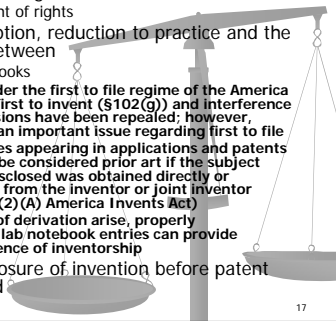 nt of rights
ption, reduction to practice and the
etween
ooks
der the first to file regime of the America
first to invent (§102(g)) and interference
sions have been repealed; however,
an important issue regarding first to file
es appearing in applications and patents
be considered prior art if the subject
sclosed was obtained directly or
from the inventor or joint inventor
(2)(A) America Invents Act)
of derivation arise, properly
lab notebook entries can provide
ence of inventorship
osure of invention before patent
d
17